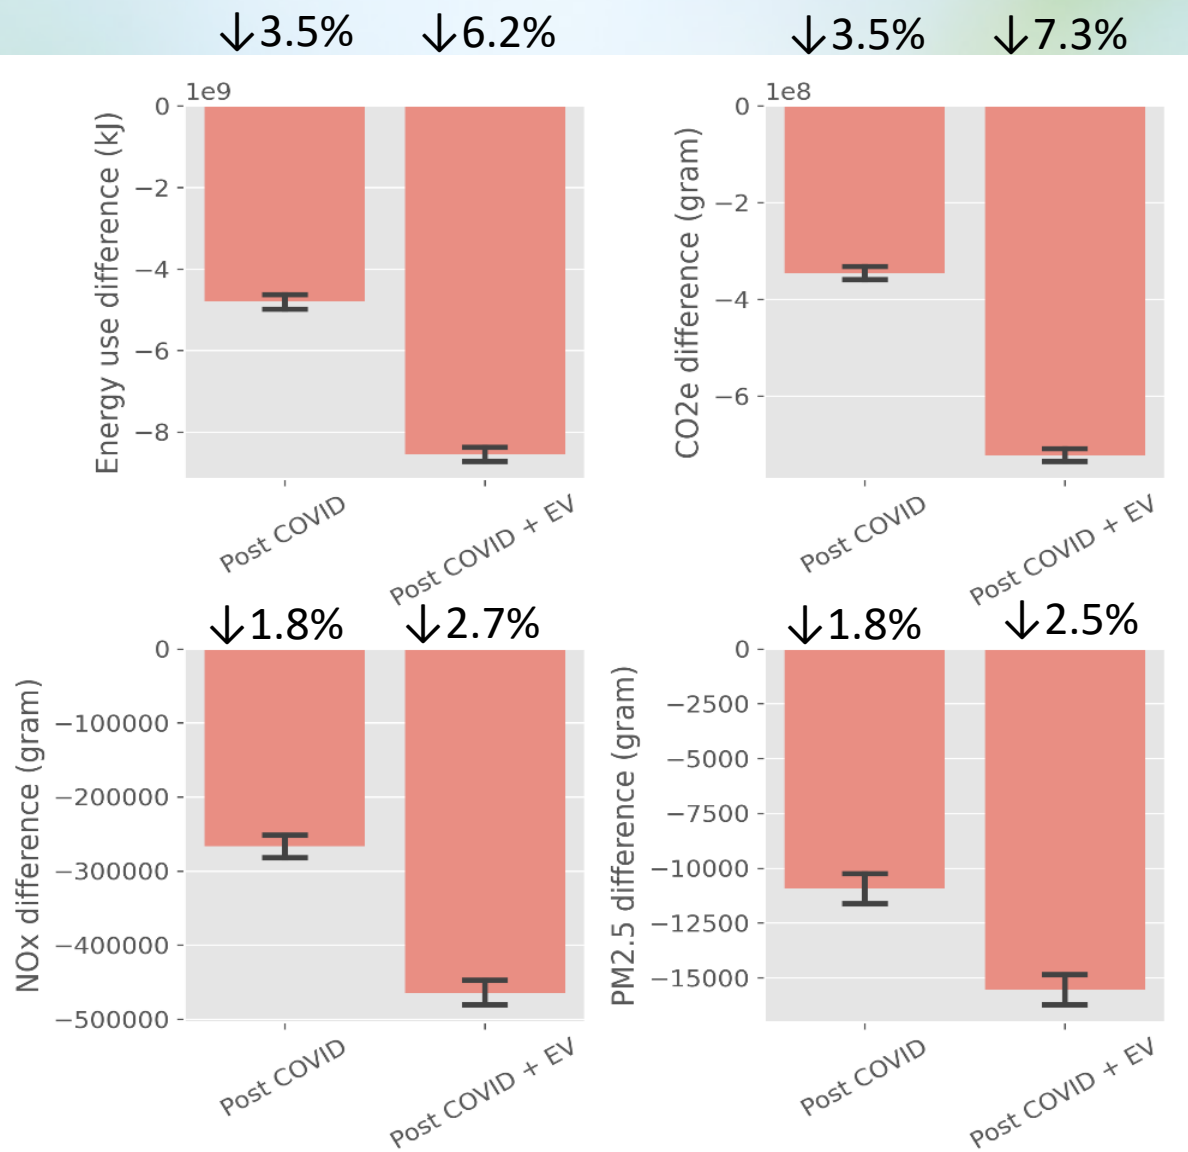 ↓3.5% ↓6.2% ↓3.5% ↓7.3%
1e9
0
−2
−4
−6
−8
Energy use difference (kJ)
Post COVID
Post COVID + EV
1e8
0
−2
−4
−6
CO2e difference (gram)
Post COVID
Post COVID + EV
↓1.8% ↓2.7% ↓1.8% ↓2.5%
0
−100000
−200000
−300000
−400000
−500000
NOx difference (gram)
Post COVID
Post COVID + EV
0
−2500
−5000
−7500
−10000
−12500
−15000
PM2.5 difference (gram)
Post COVID
Post COVID + EV